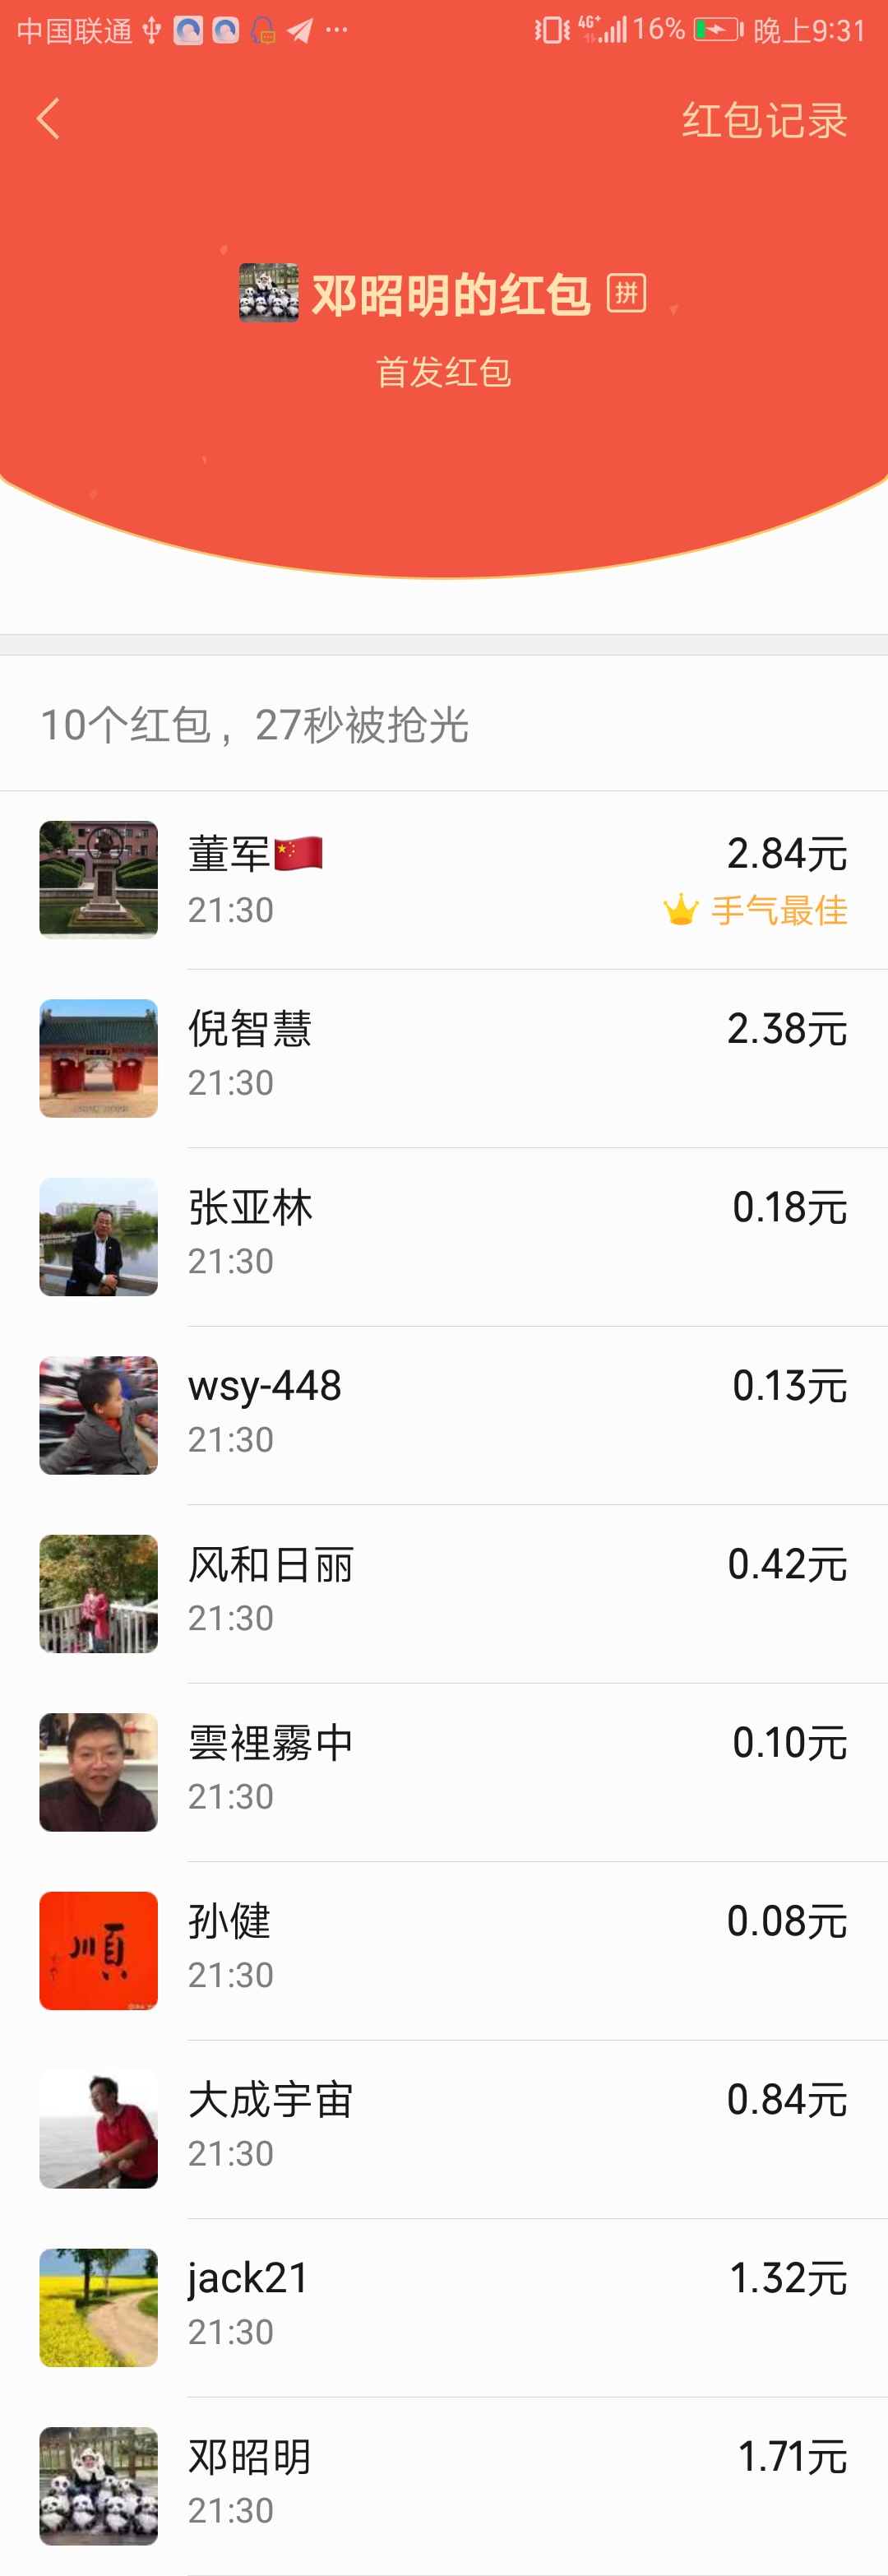 中国联通 4G+ 16% 晚上9:31
红包记录
邓昭明的红包 拼
首发红包
10个红包，27秒被抢光
董军🇨🇳 2.84元
21:30 手气最佳
倪智慧 2.38元
21:30
张亚林 0.18元
21:30
wsy-448 0.13元
21:30
风和日丽 0.42元
21:30
雲裡霧中 0.10元
21:30
順
孙健 0.08元
21:30
大成宇宙 0.84元
21:30
jack21 1.32元
21:30
邓昭明 1.71元
21:30